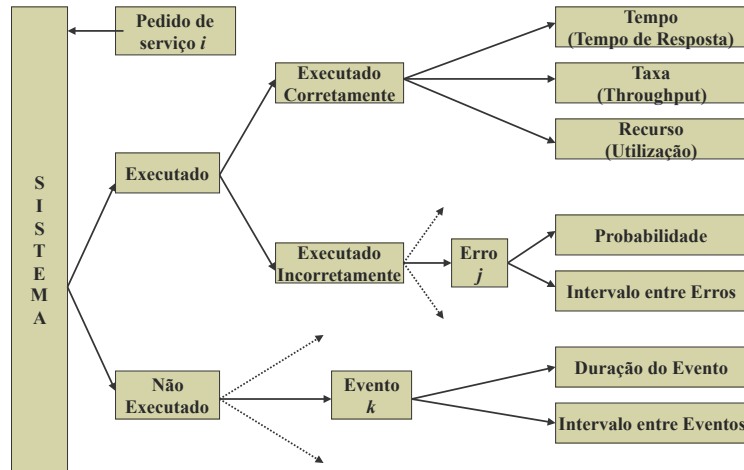 Pedido de
serviço i
SISTEMA
Executado
Não
Executado
Executado
Corretamente
Executado
Incorretamente
Erro
j
Evento
k
Tempo
(Tempo de Resposta)
Taxa
(Throughput)
Recurso
(Utilização)
Probabilidade
Intervalo entre Erros
Duração do Evento
Intervalo entre Eventos